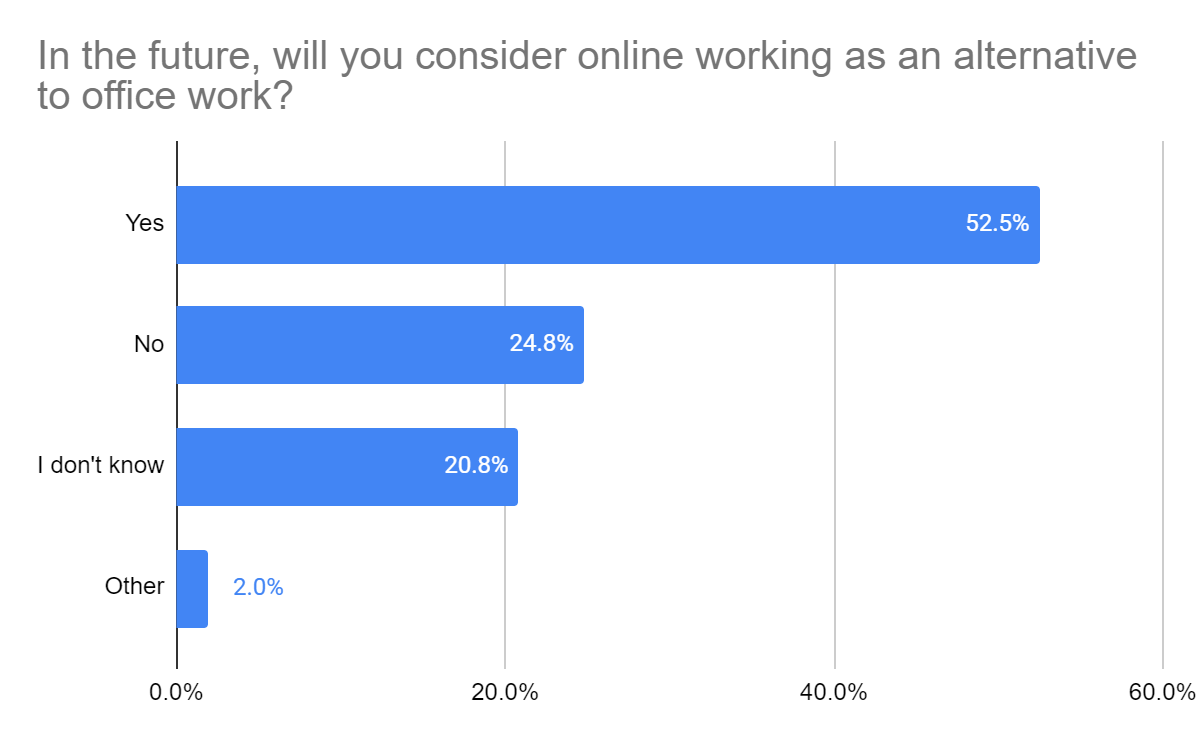 In the future, will you consider online working as an alternative
to office work?
Yes
52.5%
No
24.8%
I don't know
20.8%
Other
2.0%
0.0%
20.0%
40.0%
60.0%